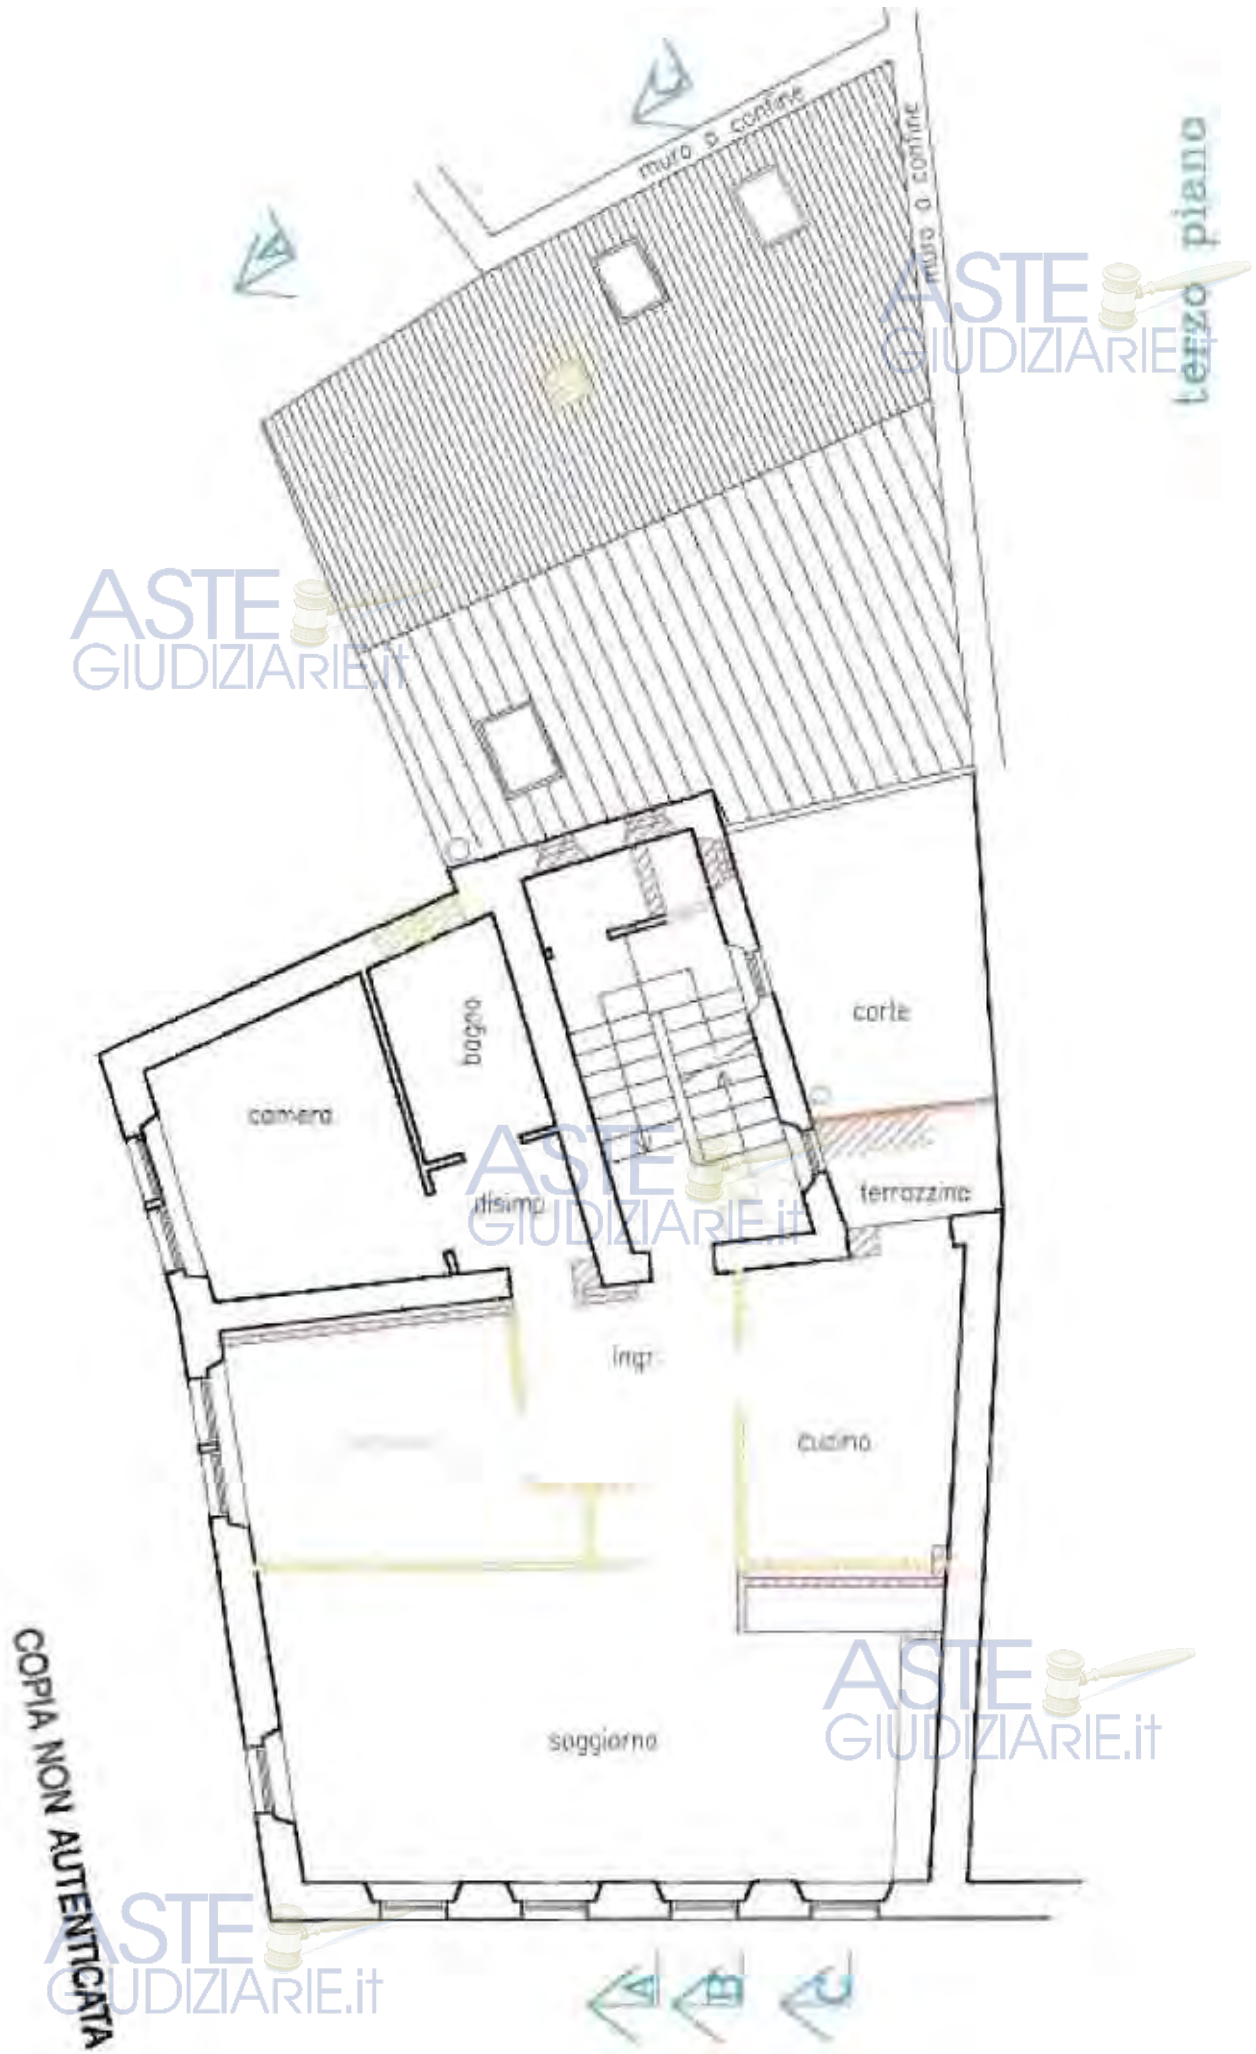 C
muro a confine
muro a confine
terzo piano
A
ASTE
GIUDIZIARIE.it
ASTE
GIUDIZIARIE.it
corte
bagno
camera
ASTE
GIUDIZIARIE.it
disimp
terrazzino
ingr.
cucina
soggiorno
ASTE
GIUDIZIARIE.it
COPIA NON AUTENTICATA
ASTE
GIUDIZIARIE.it
A
B
C